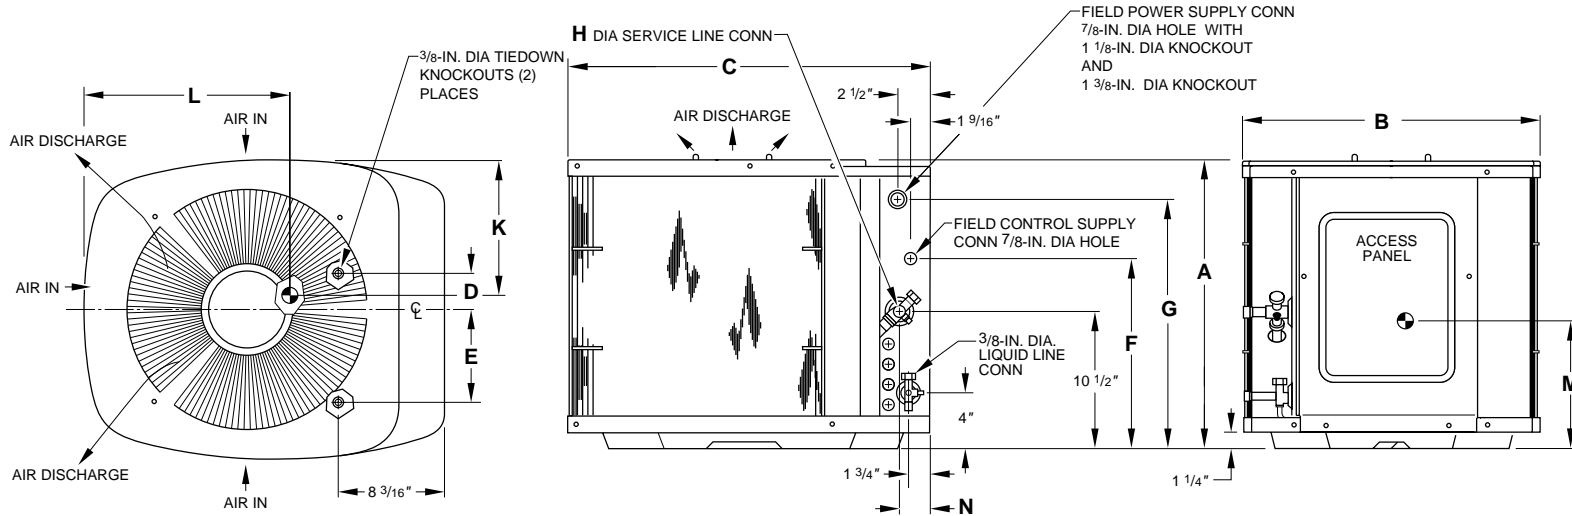 FIELD POWER SUPPLY CONN
7/8-IN. DIA HOLE WITH
1 1/8-IN. DIA KNOCKOUT
AND
1 3/8-IN. DIA KNOCKOUT
H DIA SERVICE LINE CONN
3/8-IN. DIA TIEDOWN
KNOCKOUTS (2)
PLACES
C
L
2 1/2"
AIR IN
AIR DISCHARGE
1 9/16"
B
AIR DISCHARGE
K
FIELD CONTROL SUPPLY
CONN 7/8-IN. DIA HOLE
ACCESS
PANEL
A
AIR IN
D
G
℄
F
E
3/8-IN. DIA.
LIQUID LINE
CONN
10 1/2"
M
4"
AIR DISCHARGE
1 3/4"
1 1/4"
8 3/16"
AIR IN
N